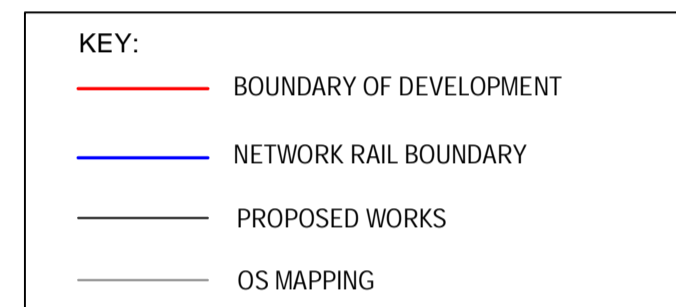 KEY:
BOUNDARY OF DEVELOPMENT
NETWORK RAIL BOUNDARY
PROPOSED WORKS
OS MAPPING